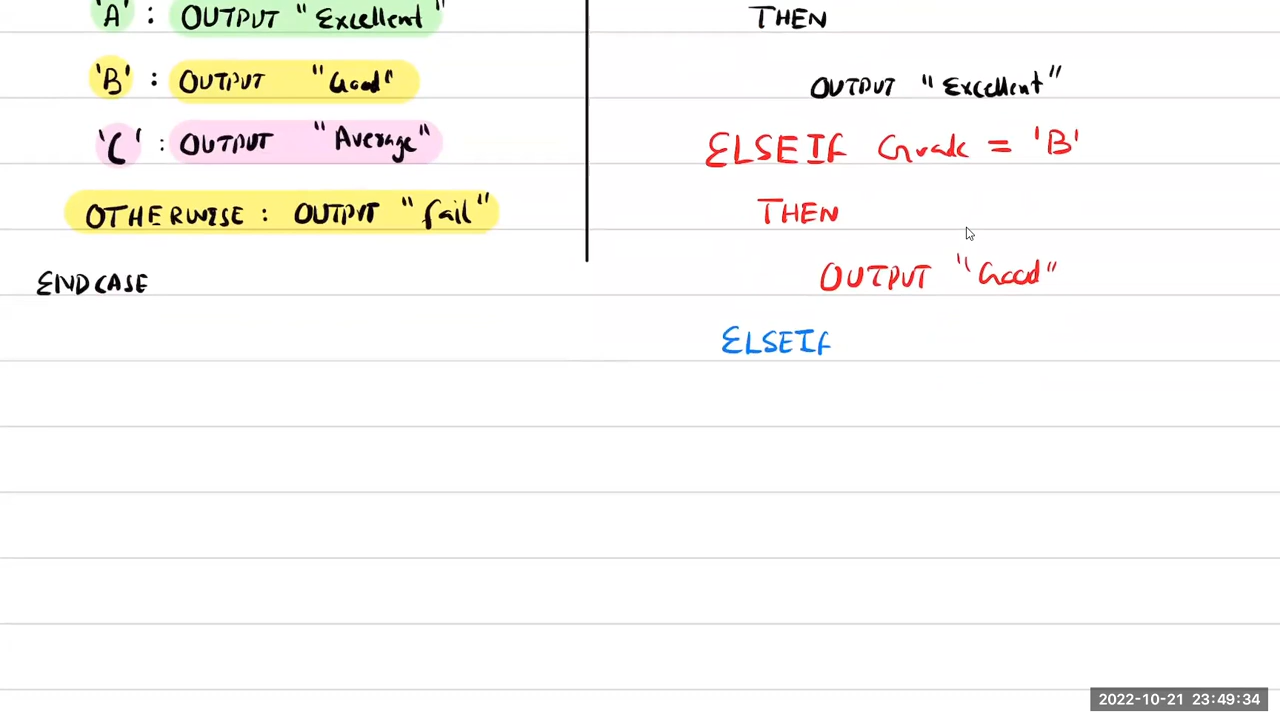 'A' : OUTPUT "Excellent"
'B' : OUTPUT "Good"
'C' : OUTPUT "Average"
OTHERWISE : OUTPUT "fail"
ENDCASE
THEN
OUTPUT "Excellent"
ELSEIF Grade = 'B'
THEN
OUTPUT "Good"
ELSEIF
2022-10-21 23:49:34